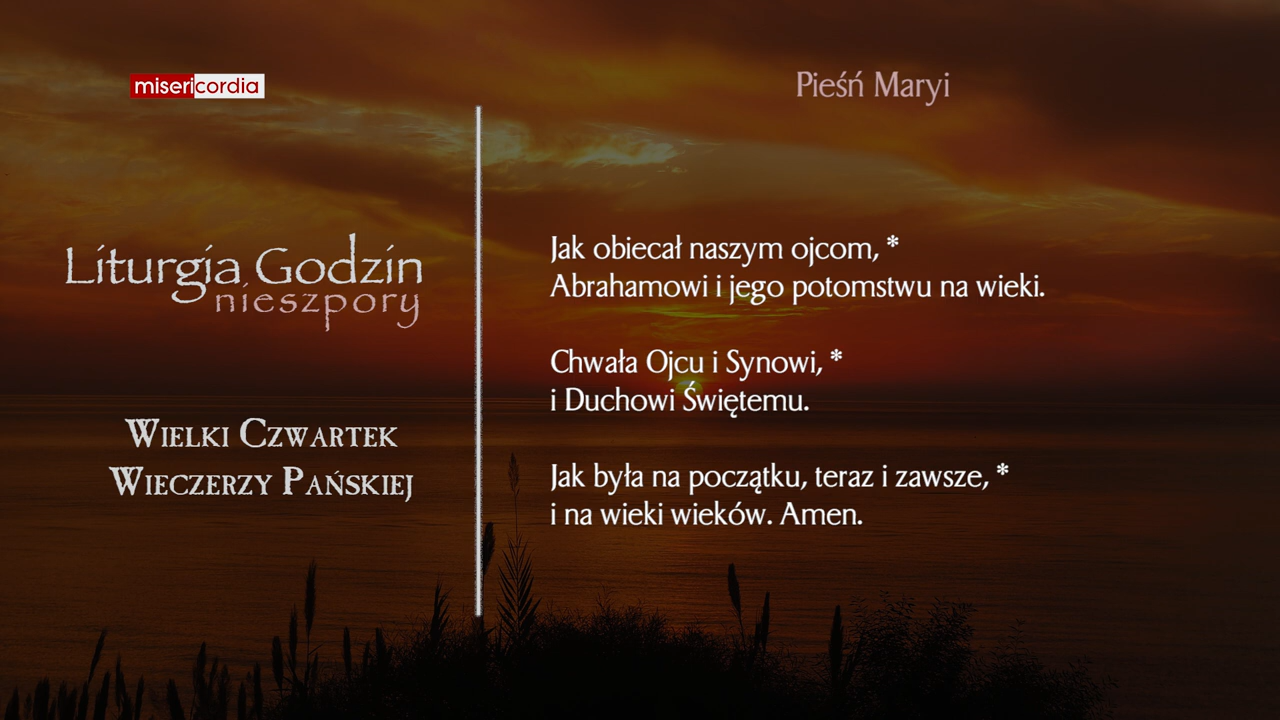 misericordia
Liturgia Godzin
nieszpory
Wielki Czwartek
Wieczerzy Pańskiej
Pieśń Maryi
Jak obiecał naszym ojcom, *
Abrahamowi i jego potomstwu na wieki.
Chwała Ojcu i Synowi, *
i Duchowi Świętemu.
Jak była na początku, teraz i zawsze, *
i na wieki wieków. Amen.